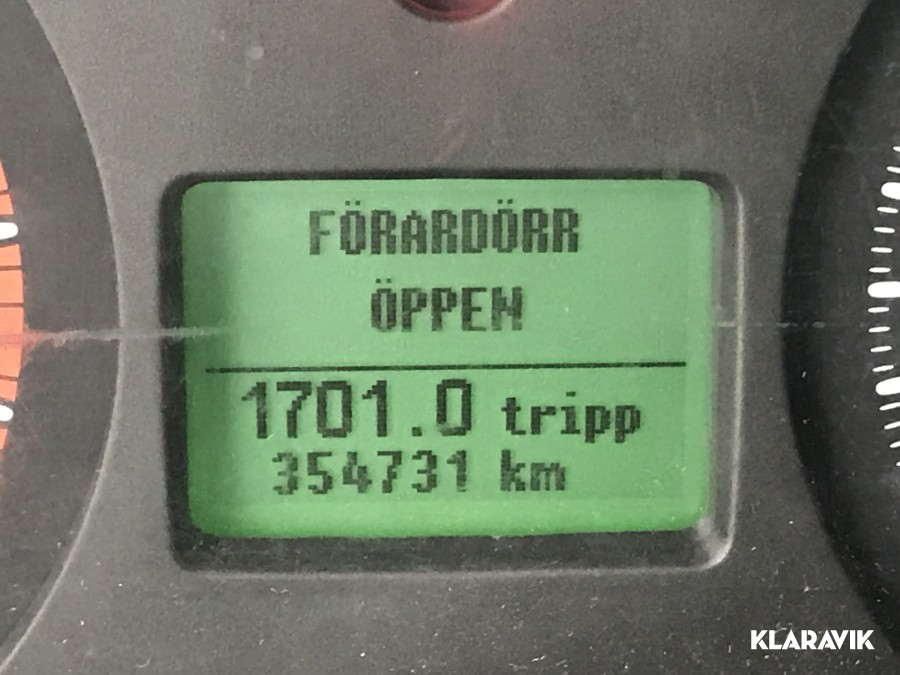 FÖRARDÖRR
ÖPPEN
1701.0 tripp
354731 km
KLARAVIK